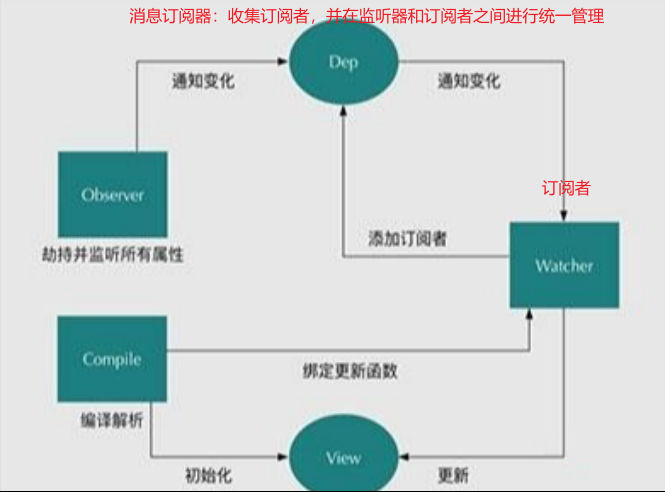 消息订阅器：收集订阅者，并在监听器和订阅者之间进行统一管理
Dep
通知变化
通知变化
Observer
订阅者
劫持并监听所有属性
添加订阅者
Watcher
Compile
绑定更新函数
编译解析
初始化
View
更新